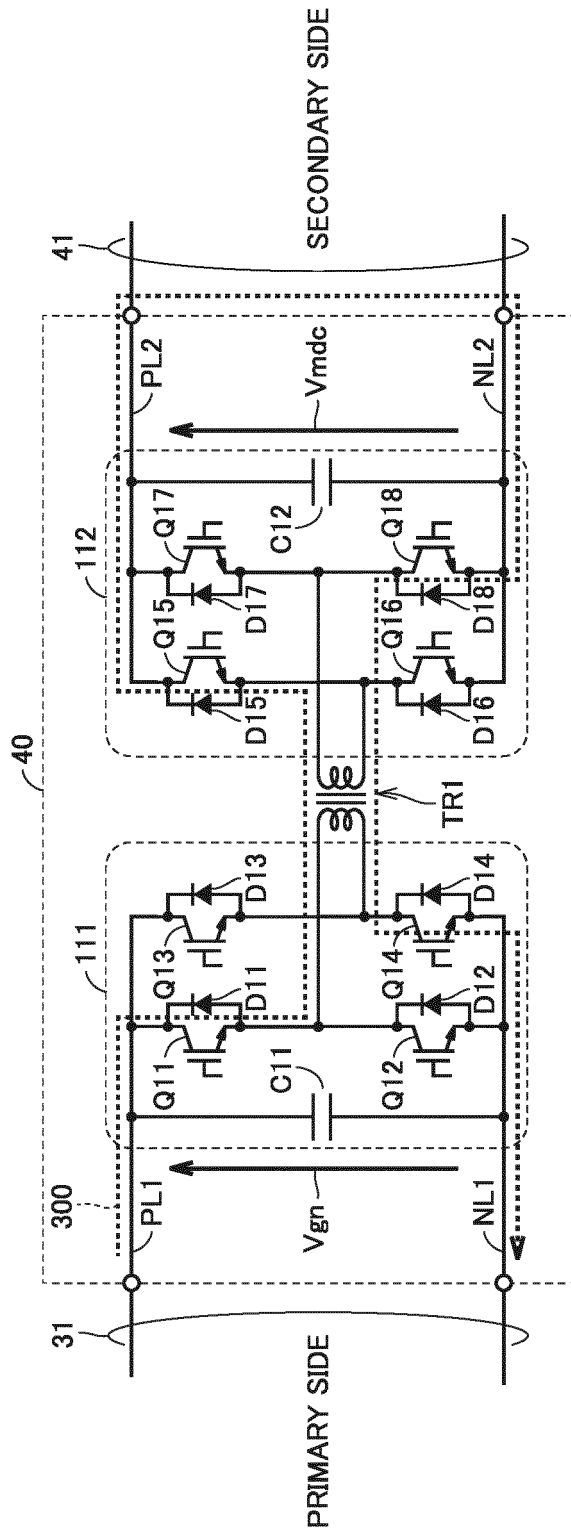 40
31
300
111
112
41
PL1
PL2
Q11
D11
Q13
D13
Q15
D15
Q17
D17
PRIMARY SIDE
Vgn
C11
TR1
C12
Vmdc
SECONDARY SIDE
Q12
D12
Q14
D14
Q16
D16
Q18
D18
NL1
NL2